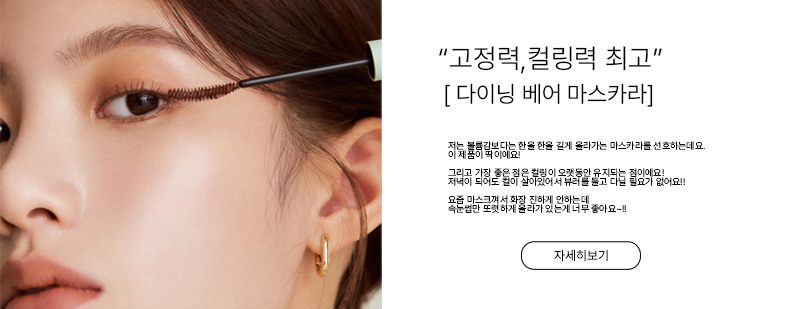 “고정력,컬링력 최고”
[ 다이닝 베어 마스카라]
저는 볼륨감보다는 한올 한올 길게 올라가는 마스카라를 선호하는데요.
이 제품이 딱이에요!
그리고 가장 좋은 점은 컬링이 오랫동안 유지되는 점이에요!
저녁이 되어도 컬이 살아있어서 뷰러를 들고 다닐 필요가 없어요!!
요즘 마스크껴서 화장 진하게 안하는데
속눈썹만 또렷하게 올라가 있는게 너무 좋아요~!!
자세히보기